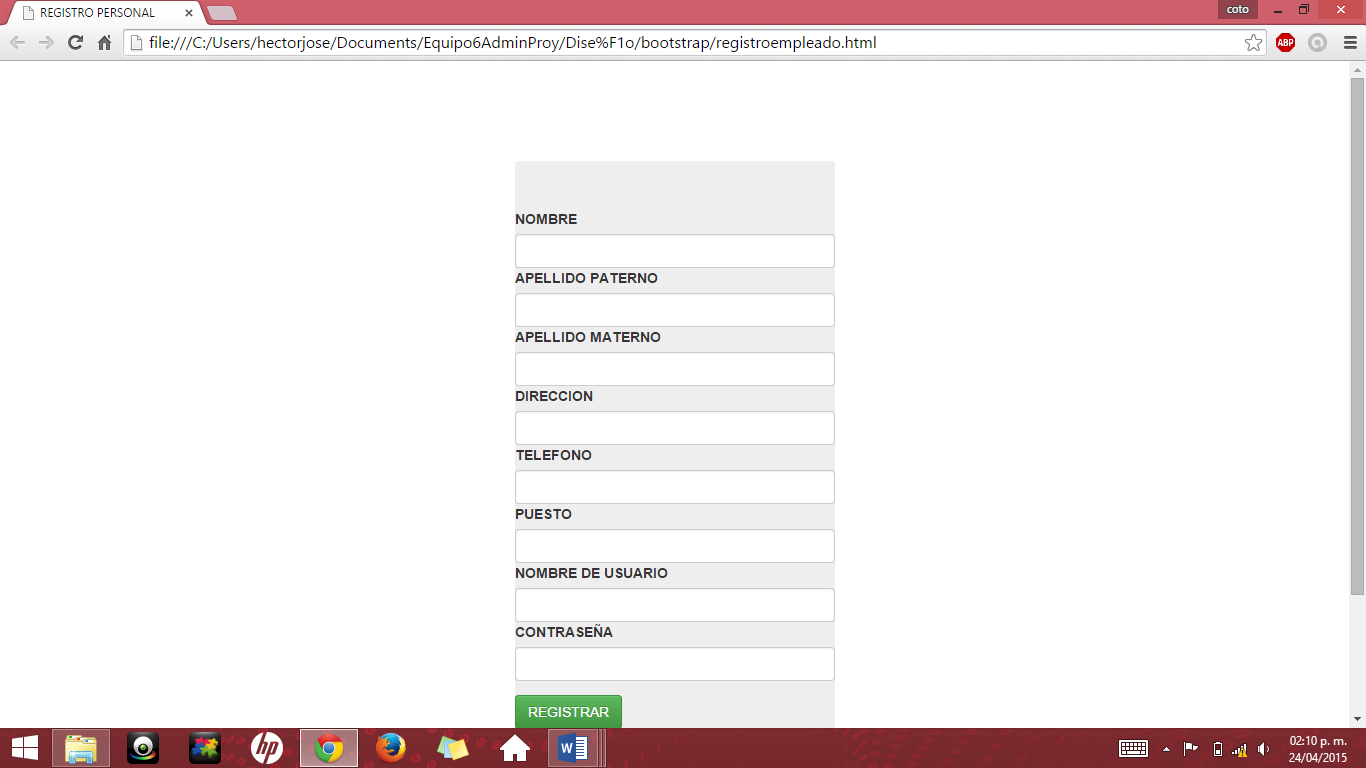 REGISTRO PERSONAL
coto
file:///C:/Users/hectorjose/Documents/Equipo6AdminProy/Dise%F1o/bootstrap/registroempleado.html
ABP
NOMBRE
APELLIDO PATERNO
APELLIDO MATERNO
DIRECCION
TELEFONO
PUESTO
NOMBRE DE USUARIO
CONTRASEÑA
REGISTRAR
hp
W
02:10 p. m.
24/04/2015